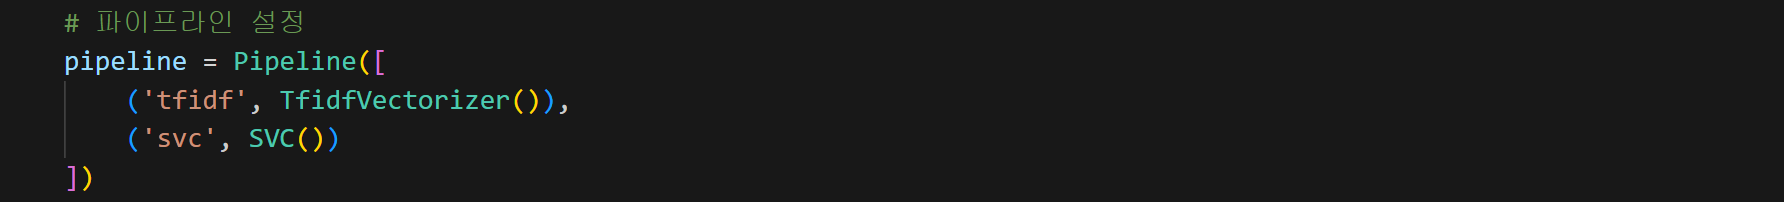 # 파이프라인 설정
pipeline = Pipeline([
    ('tfidf', TfidfVectorizer()),
    ('svc', SVC())
])